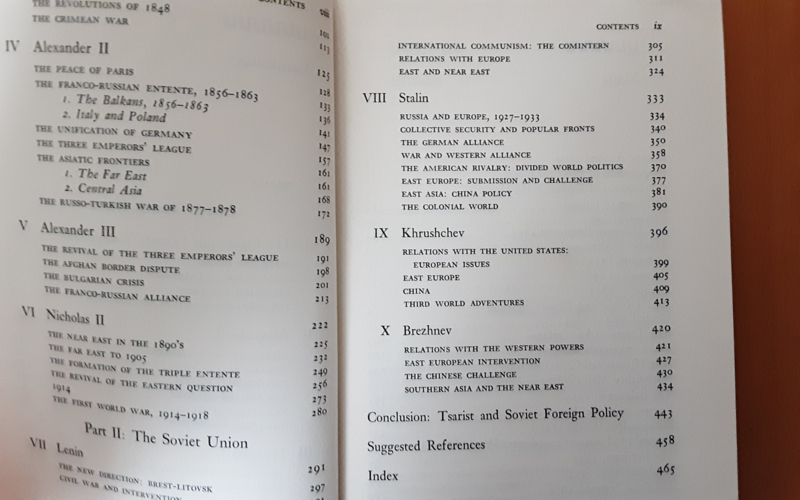 CONTENTS viii
THE REVOLUTIONS OF 1848 101
THE CRIMEAN WAR 113
IV Alexander II 125
THE PEACE OF PARIS 128
THE FRANCO-RUSSIAN ENTENTE, 1856–1863 133
1. The Balkans, 1856–1863 136
2. Italy and Poland 141
THE UNIFICATION OF GERMANY 147
THE THREE EMPERORS' LEAGUE 157
THE ASIATIC FRONTIERS 161
1. The Far East 161
2. Central Asia 168
THE RUSSO-TURKISH WAR OF 1877–1878 172
V Alexander III 189
THE REVIVAL OF THE THREE EMPERORS' LEAGUE 191
THE AFGHAN BORDER DISPUTE 198
THE BULGARIAN CRISIS 201
THE FRANCO-RUSSIAN ALLIANCE 213
VI Nicholas II 222
THE NEAR EAST IN THE 1890'S 225
THE FAR EAST TO 1905 232
THE FORMATION OF THE TRIPLE ENTENTE 249
THE REVIVAL OF THE EASTERN QUESTION 256
1914 273
THE FIRST WORLD WAR, 1914–1918 280
Part II: The Soviet Union
VII Lenin 291
THE NEW DIRECTION: BREST-LITOVSK 297
CIVIL WAR AND INTERVENTION
CONTENTS ix
INTERNATIONAL COMMUNISM: THE COMINTERN 305
RELATIONS WITH EUROPE 311
EAST AND NEAR EAST 324
VIII Stalin 333
RUSSIA AND EUROPE, 1927–1933 334
COLLECTIVE SECURITY AND POPULAR FRONTS 340
THE GERMAN ALLIANCE 350
WAR AND WESTERN ALLIANCE 358
THE AMERICAN RIVALRY: DIVIDED WORLD POLITICS 370
EAST EUROPE: SUBMISSION AND CHALLENGE 377
EAST ASIA: CHINA POLICY 381
THE COLONIAL WORLD 390
IX Khrushchev 396
RELATIONS WITH THE UNITED STATES:
EUROPEAN ISSUES 399
EAST EUROPE 405
CHINA 409
THIRD WORLD ADVENTURES 413
X Brezhnev 420
RELATIONS WITH THE WESTERN POWERS 421
EAST EUROPEAN INTERVENTION 427
THE CHINESE CHALLENGE 430
SOUTHERN ASIA AND THE NEAR EAST 434
Conclusion: Tsarist and Soviet Foreign Policy 443
Suggested References 458
Index 465